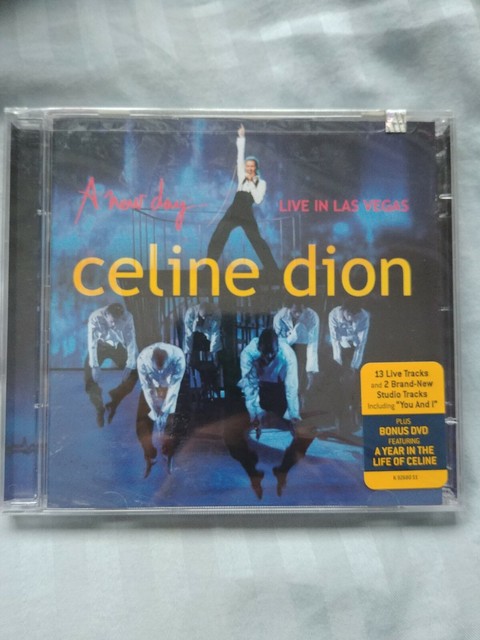 A new day...
LIVE IN LAS VEGAS
celine dion
13 Live Tracks
and 2 Brand-New
Studio Tracks
Including "You And I"
PLUS
BONUS DVD
FEATURING
A YEAR IN THE
LIFE OF CELINE